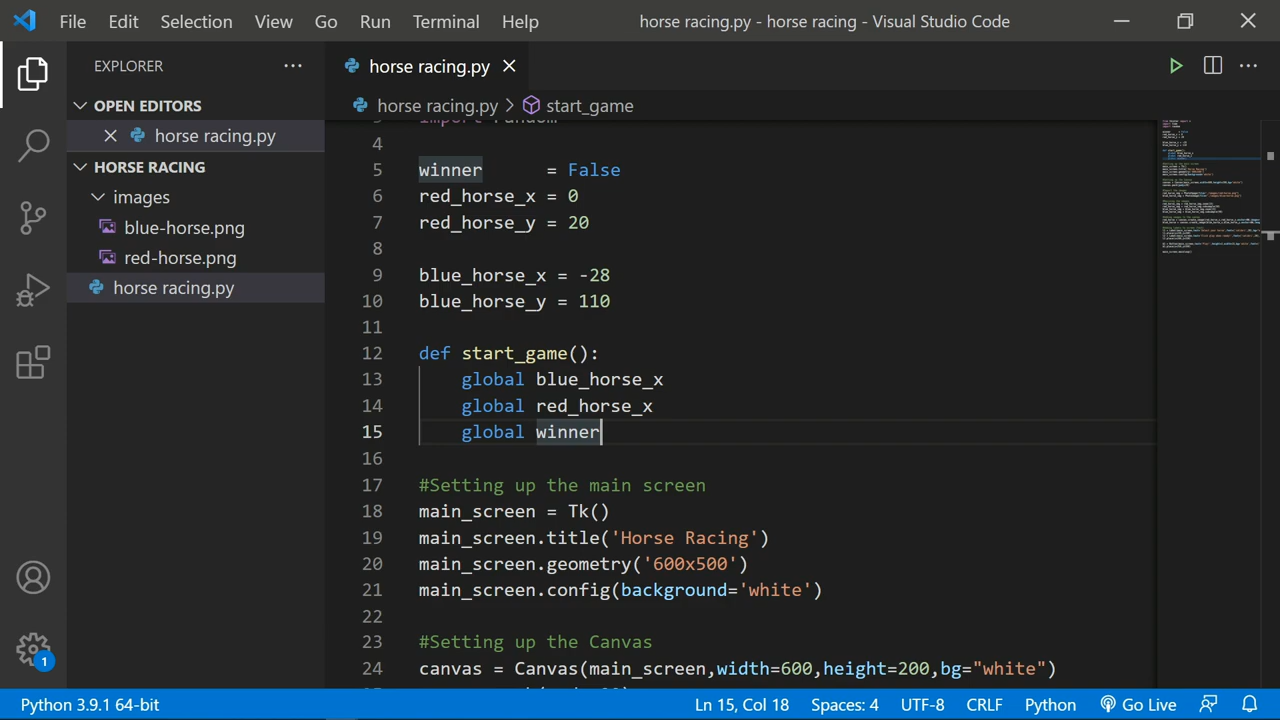 File Edit Selection View Go Run Terminal Help horse racing.py - horse racing - Visual Studio Code
EXPLORER
OPEN EDITORS
horse racing.py
HORSE RACING
images
blue-horse.png
red-horse.png
horse racing.py
horse racing.py
horse racing.py > start_game
import random
4
5 winner = False
6 red_horse_x = 0
7 red_horse_y = 20
8
9 blue_horse_x = -28
10 blue_horse_y = 110
11
12 def start_game():
13 global blue_horse_x
14 global red_horse_x
15 global winner
16
17 #Setting up the main screen
18 main_screen = Tk()
19 main_screen.title('Horse Racing')
20 main_screen.geometry('600x500')
21 main_screen.config(background='white')
22
23 #Setting up the Canvas
24 canvas = Canvas(main_screen,width=600,height=200,bg="white")
1
Python 3.9.1 64-bit Ln 15, Col 18 Spaces: 4 UTF-8 CRLF Python Go Live